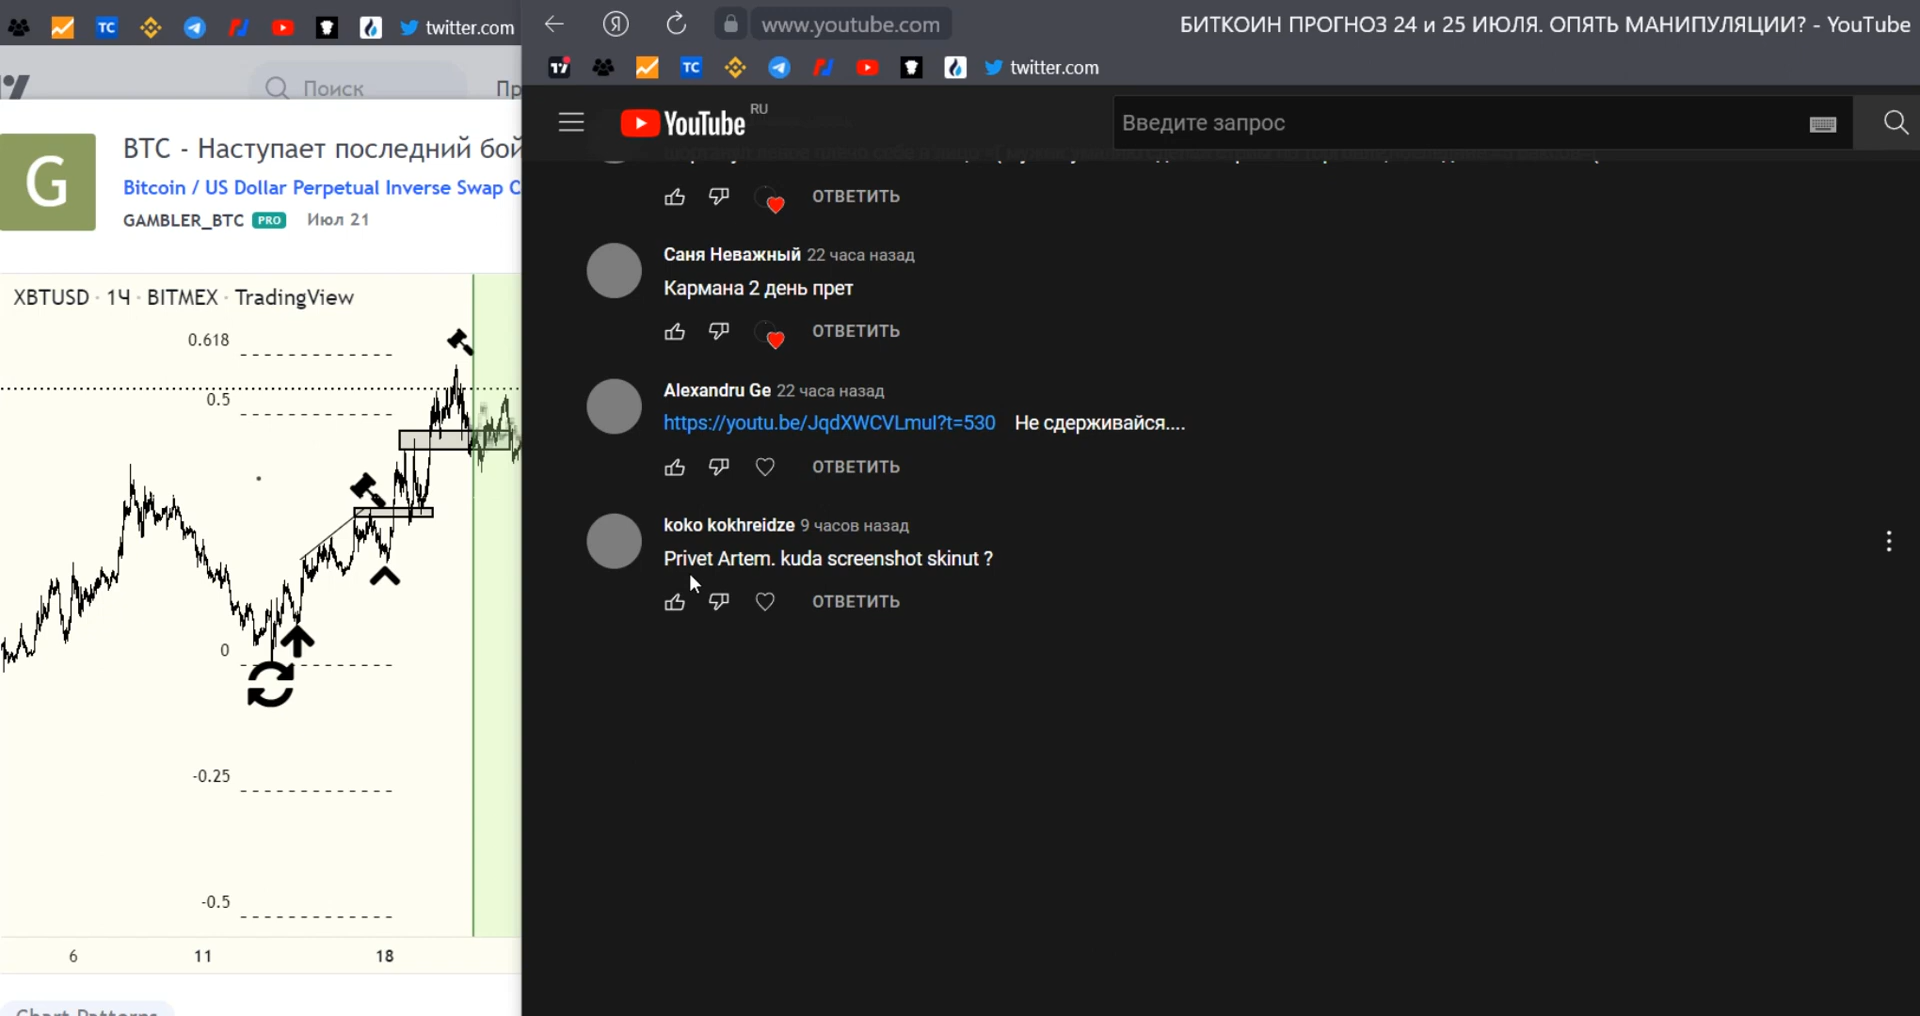 twitter.com
Поиск
G
BTC - Наступает последний бой
Bitcoin / US Dollar Perpetual Inverse Swap C
GAMBLER_BTC PRO Июл 21
XBTUSD · 1Ч · BITMEX · TradingView
0.618
0.5
0
-0.25
-0.5
6 11 18
www.youtube.com
БИТКОИН ПРОГНОЗ 24 и 25 ИЮЛЯ. ОПЯТЬ МАНИПУЛЯЦИИ? - YouTube
TC
TC
twitter.com
YouTube RU
Введите запрос
ОТВЕТИТЬ
Саня Неважный 22 часа назад
Кармана 2 день прет
ОТВЕТИТЬ
Alexandru Ge 22 часа назад
https://youtu.be/JqdXWCVLmuI?t=530 Не сдерживайся....
ОТВЕТИТЬ
koko kokhreidze 9 часов назад
Privet Artem. kuda screenshot skinut ?
ОТВЕТИТЬ